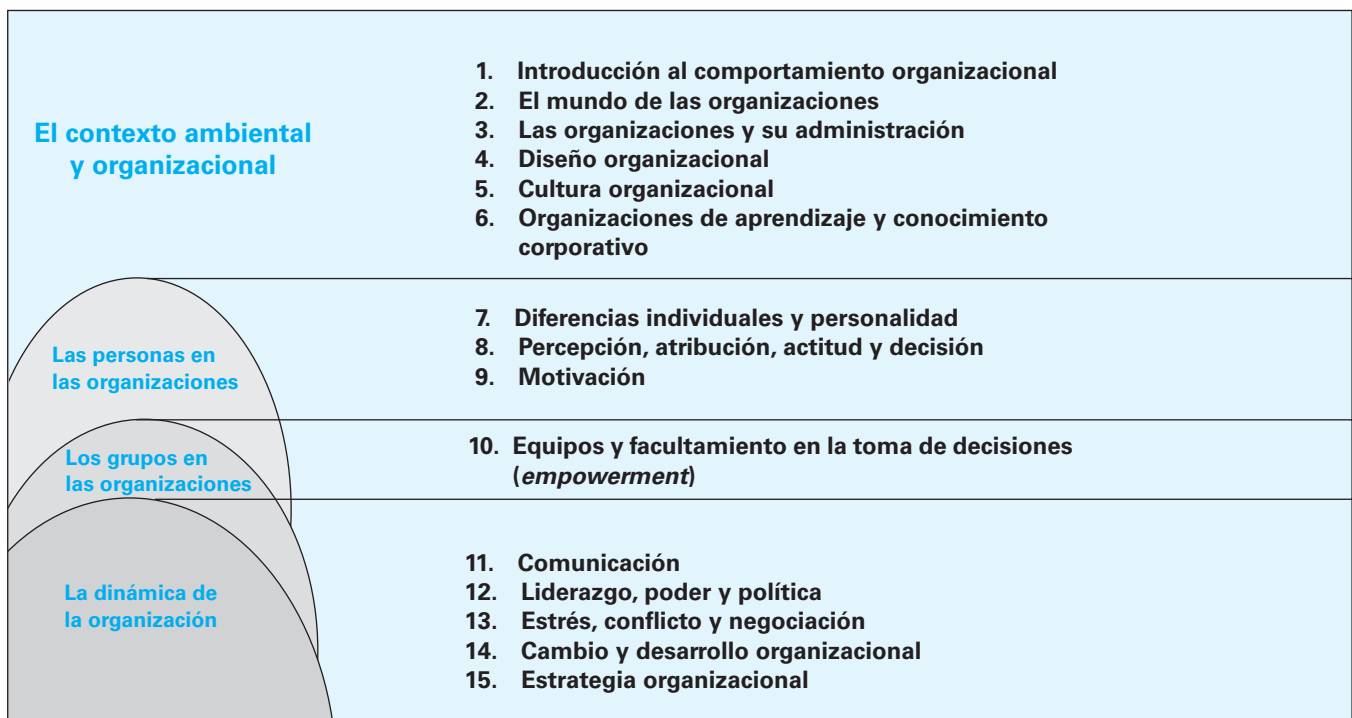 El contexto ambiental
y organizacional
1. Introducción al comportamiento organizacional
2. El mundo de las organizaciones
3. Las organizaciones y su administración
4. Diseño organizacional
5. Cultura organizacional
6. Organizaciones de aprendizaje y conocimiento
corporativo
Las personas en
las organizaciones
7. Diferencias individuales y personalidad
8. Percepción, atribución, actitud y decisión
9. Motivación
Los grupos en
las organizaciones
10. Equipos y facultamiento en la toma de decisiones
(empowerment)
La dinámica de
la organización
11. Comunicación
12. Liderazgo, poder y política
13. Estrés, conflicto y negociación
14. Cambio y desarrollo organizacional
15. Estrategia organizacional